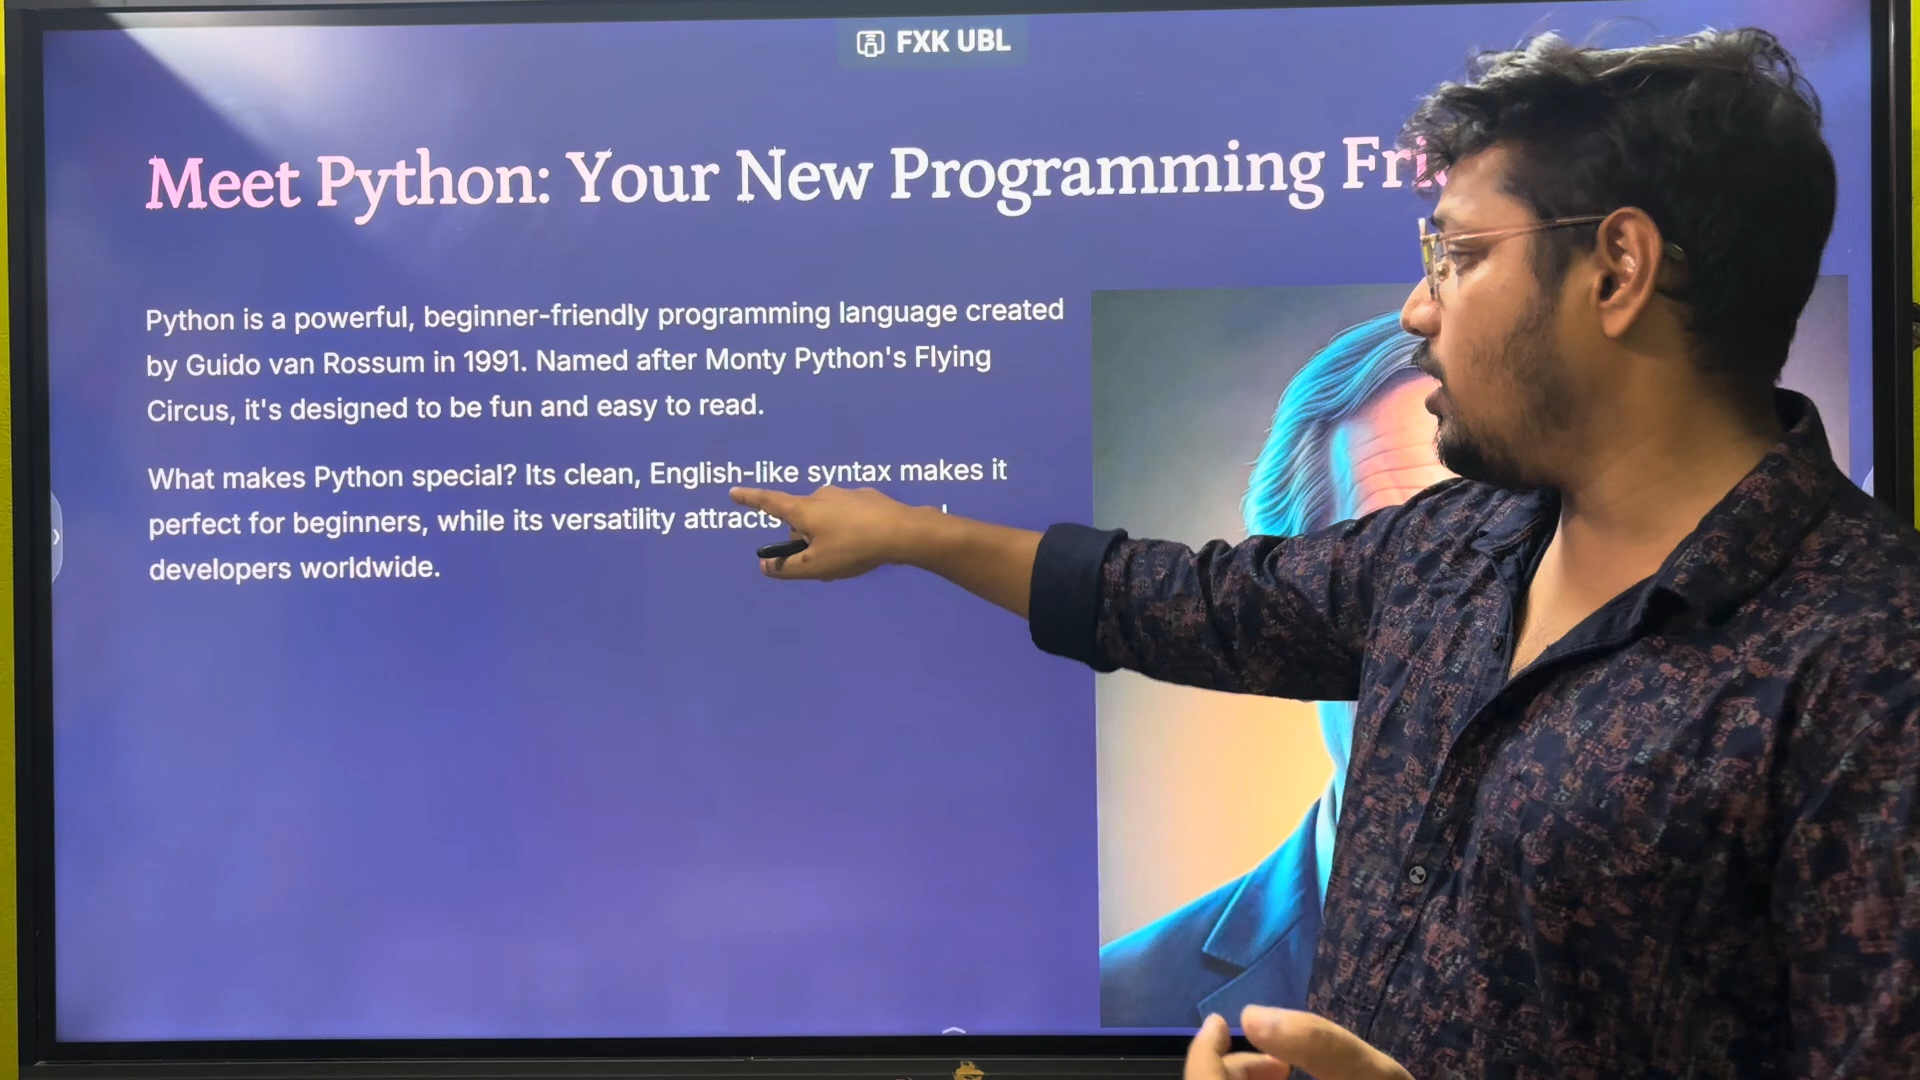 FXK UBL
Meet Python: Your New Programming
Python is a powerful, beginner-friendly programming language created
by Guido van Rossum in 1991. Named after Monty Python's Flying
Circus, it's designed to be fun and easy to read.
What makes Python special? Its clean, English-like syntax makes it
perfect for beginners, while its versatility attracts
developers worldwide.